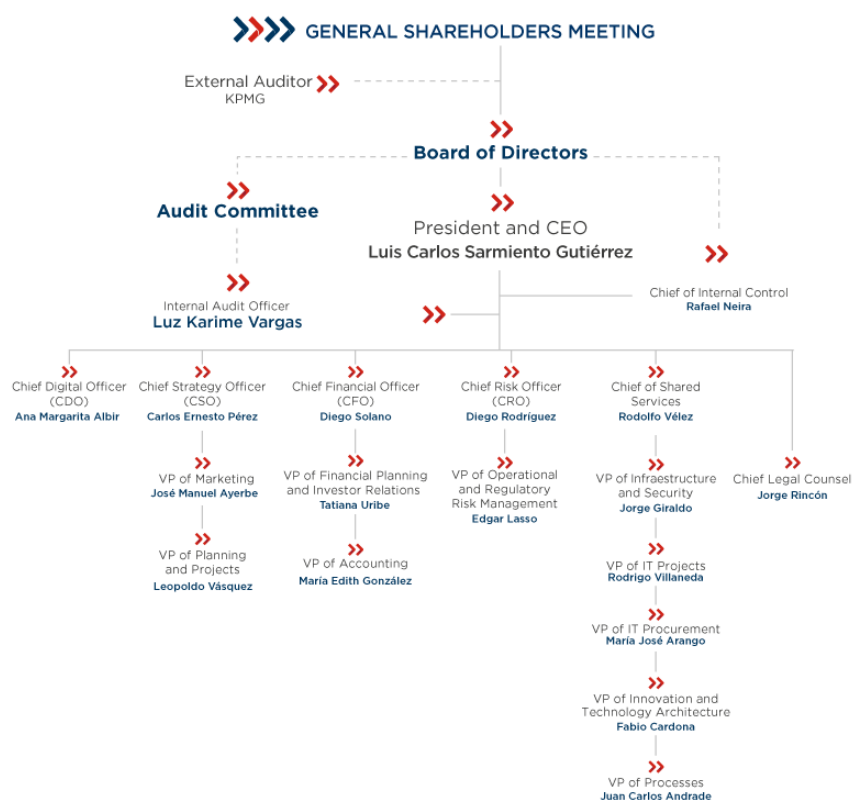 GENERAL SHAREHOLDERS MEETING
External Auditor
KPMG
Board of Directors
Audit Committee
President and CEO
Luis Carlos Sarmiento Gutiérrez
Internal Audit Officer
Luz Karime Vargas
Chief of Internal Control
Rafael Neira
Chief Digital Officer
(CDO)
Ana Margarita Albir
Chief Strategy Officer
(CSO)
Carlos Ernesto Pérez
Chief Financial Officer
(CFO)
Diego Solano
Chief Risk Officer
(CRO)
Diego Rodríguez
Chief of Shared
Services
Rodolfo Vélez
VP of Marketing
José Manuel Ayerbe
VP of Financial Planning
and Investor Relations
Tatiana Uribe
VP of Operational
and Regulatory
Risk Management
Edgar Lasso
VP of Infraestructure
and Security
Jorge Giraldo
Chief Legal Counsel
Jorge Rincón
VP of Planning
and Projects
Leopoldo Vásquez
VP of Accounting
María Edith González
VP of IT Projects
Rodrigo Villaneda
VP of IT Procurement
María José Arango
VP of Innovation and
Technology Architecture
Fabio Cardona
VP of Processes
Juan Carlos Andrade